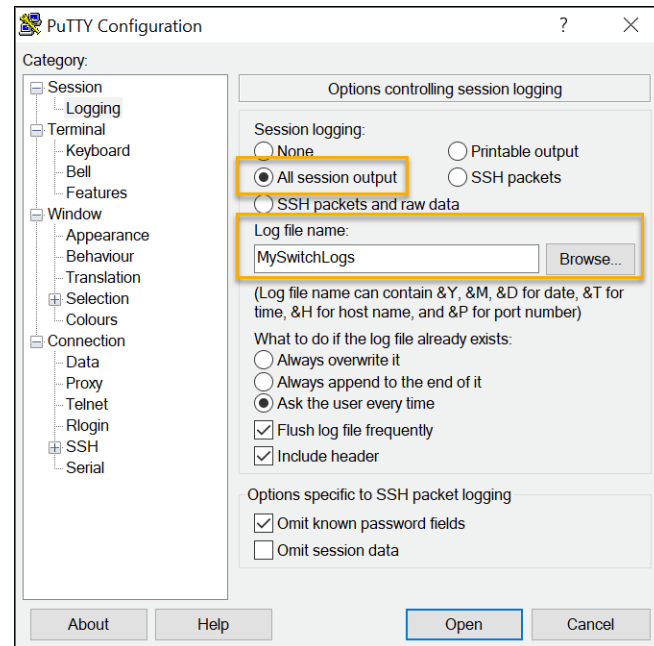 PuTTY Configuration
?
Category:
Session
Logging
Terminal
Keyboard
Bell
Features
Window
Appearance
Behaviour
Translation
Selection
Colours
Connection
Data
Proxy
Telnet
Rlogin
SSH
Serial
Options controlling session logging
Session logging:
None
Printable output
All session output
SSH packets
SSH packets and raw data
Log file name:
MySwitchLogs
Browse...
(Log file name can contain &Y, &M, &D for date, &T for
time, &H for host name, and &P for port number)
What to do if the log file already exists:
Always overwrite it
Always append to the end of it
Ask the user every time
Flush log file frequently
Include header
Options specific to SSH packet logging
Omit known password fields
Omit session data
About
Help
Open
Cancel